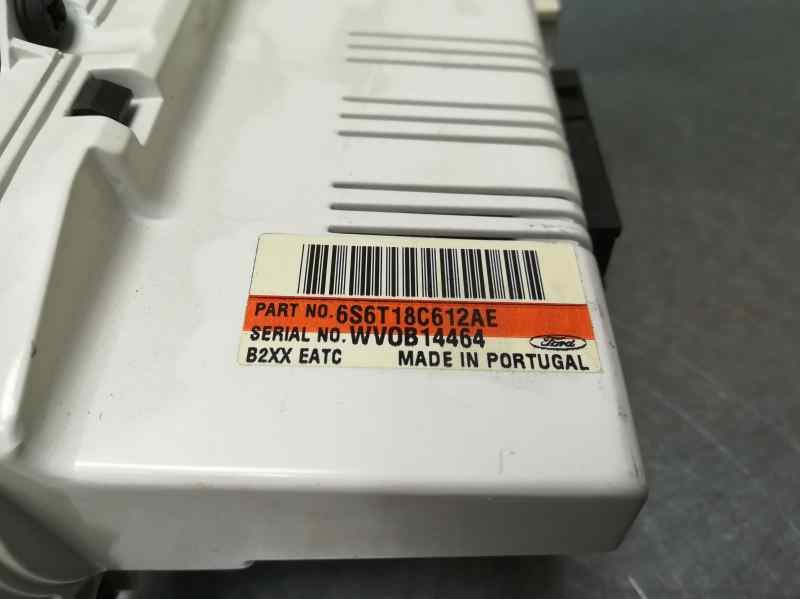 PART NO. 6S6T18C612AE
SERIAL NO. WV0B14464
Ford
B2XX EATC MADE IN PORTUGAL